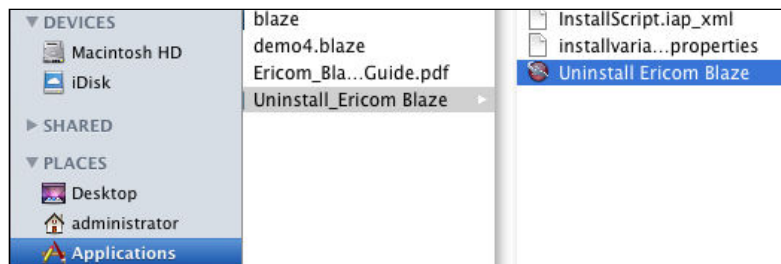 DEVICES
Macintosh HD
iDisk
SHARED
PLACES
Desktop
administrator
Applications
blaze
demo4.blaze
Ericom_Bla...Guide.pdf
Uninstall_Ericom Blaze
InstallScript.iap_xml
installvaria...properties
Uninstall Ericom Blaze